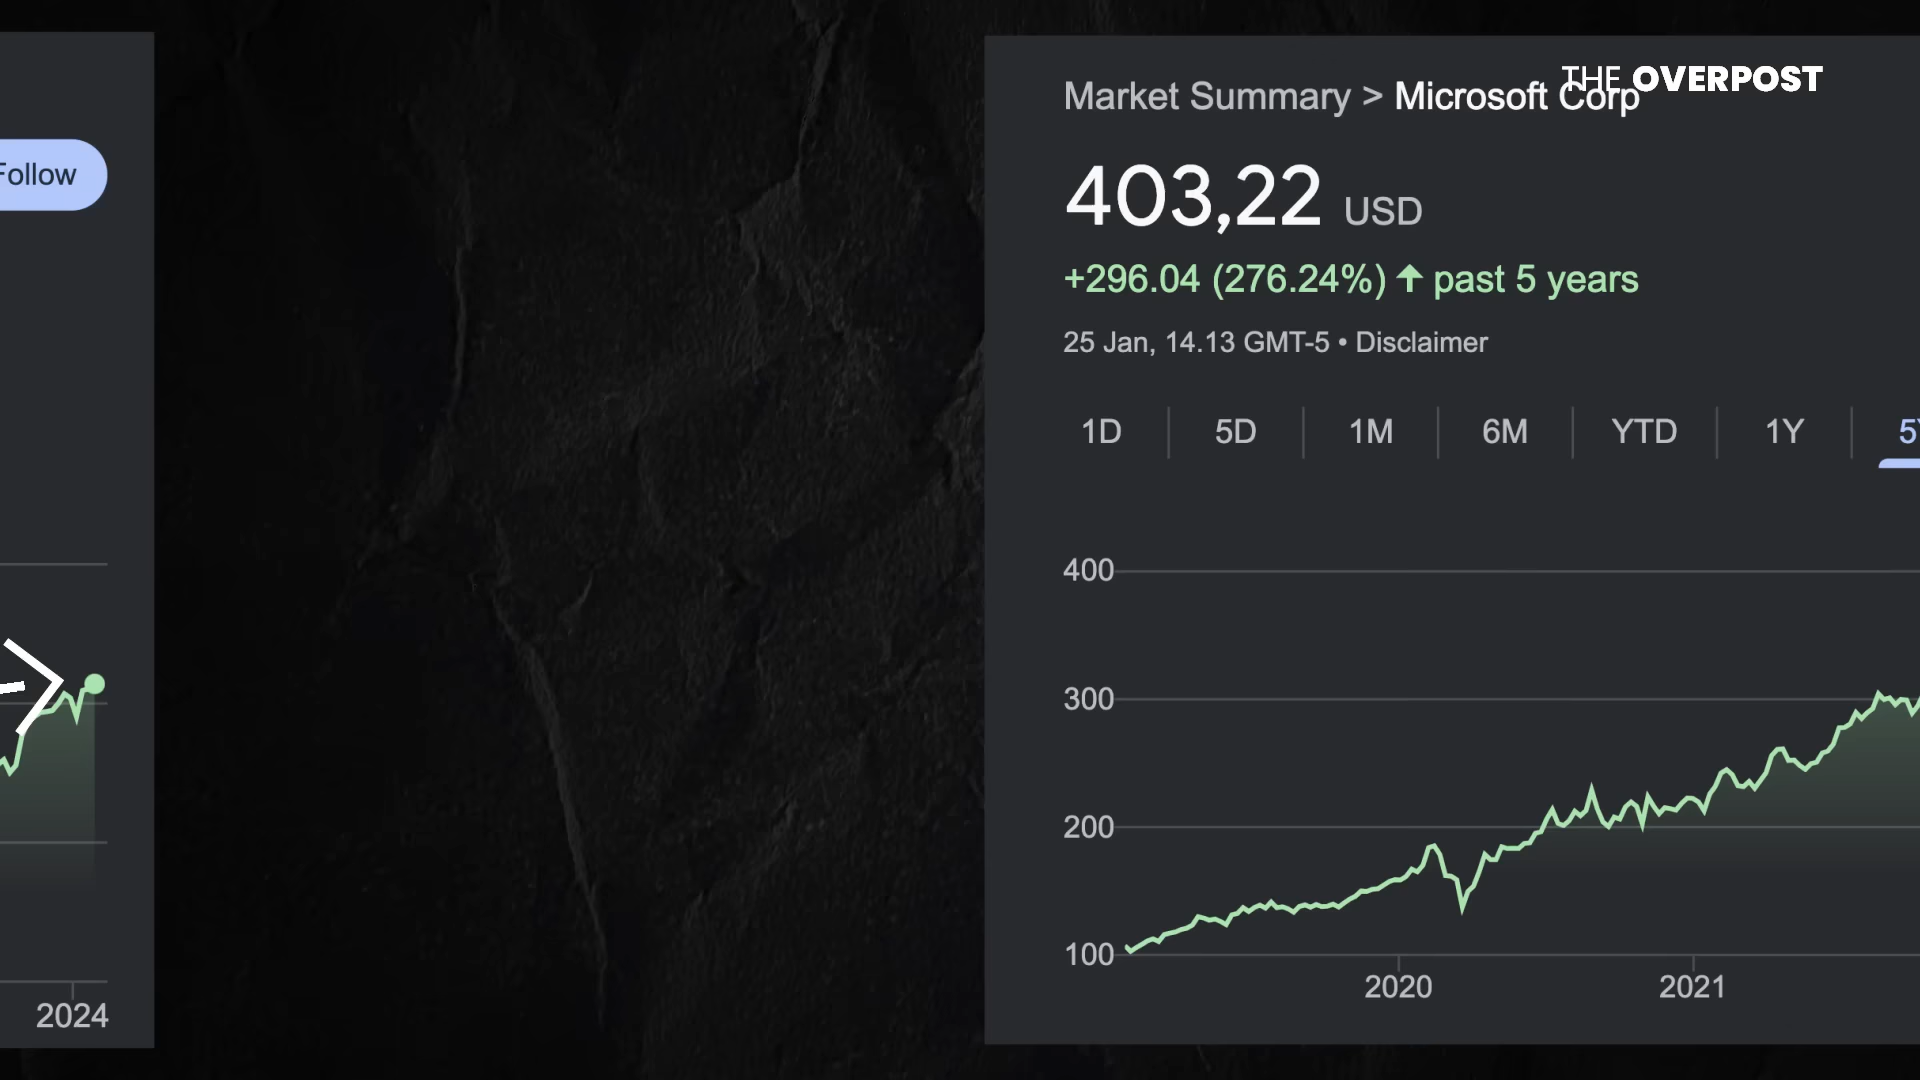 Follow
2024
THE OVERPOST
Market Summary > Microsoft Corp
403,22 USD
+296.04 (276.24%) ↑ past 5 years
25 Jan, 14.13 GMT-5 • Disclaimer
1D 5D 1M 6M YTD 1Y 5Y
400
300
200
100
2020 2021